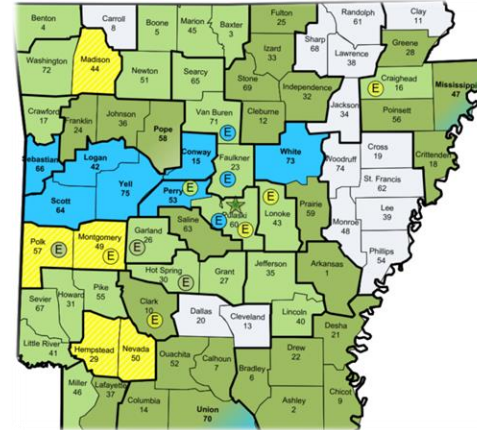 Benton
4
Carroll
8
Boone
5
Marion
45
Baxter
3
Fulton
25
Randolph
61
Clay
11
Sharp
68
Greene
28
Washington
72
Madison
44
Newton
51
Searcy
65
Stone
69
Izard
33
Independence
32
Lawrence
38
Craighead
16
E
Mississippi
47
Crawford
17
Franklin
24
Johnson
36
Pope
58
Van Buren
71
E
Cleburne
12
Jackson
34
Poinsett
56
Sebastian
66
Logan
42
Conway
15
Faulkner
23
E
White
73
Woodruff
74
Cross
19
Crittenden
18
Scott
64
Yell
75
Perry
53
E
St. Francis
62
Pulaski
60
E
E
Lonoke
43
E
Prairie
59
Monroe
48
Lee
39
Polk
57
E
Montgomery
49
E
Garland
26
E
Saline
63
Phillips
54
Hot Spring
30
E
Grant
27
Jefferson
35
Arkansas
1
Sevier
67
Howard
31
Pike
55
Clark
10
E
Dallas
20
Cleveland
13
Lincoln
40
Desha
21
Little River
41
Hempstead
29
Nevada
50
Ouachita
52
Calhoun
7
Bradley
6
Drew
22
Miller
46
Lafayette
37
Columbia
14
Union
70
Ashley
2
Chicot
9